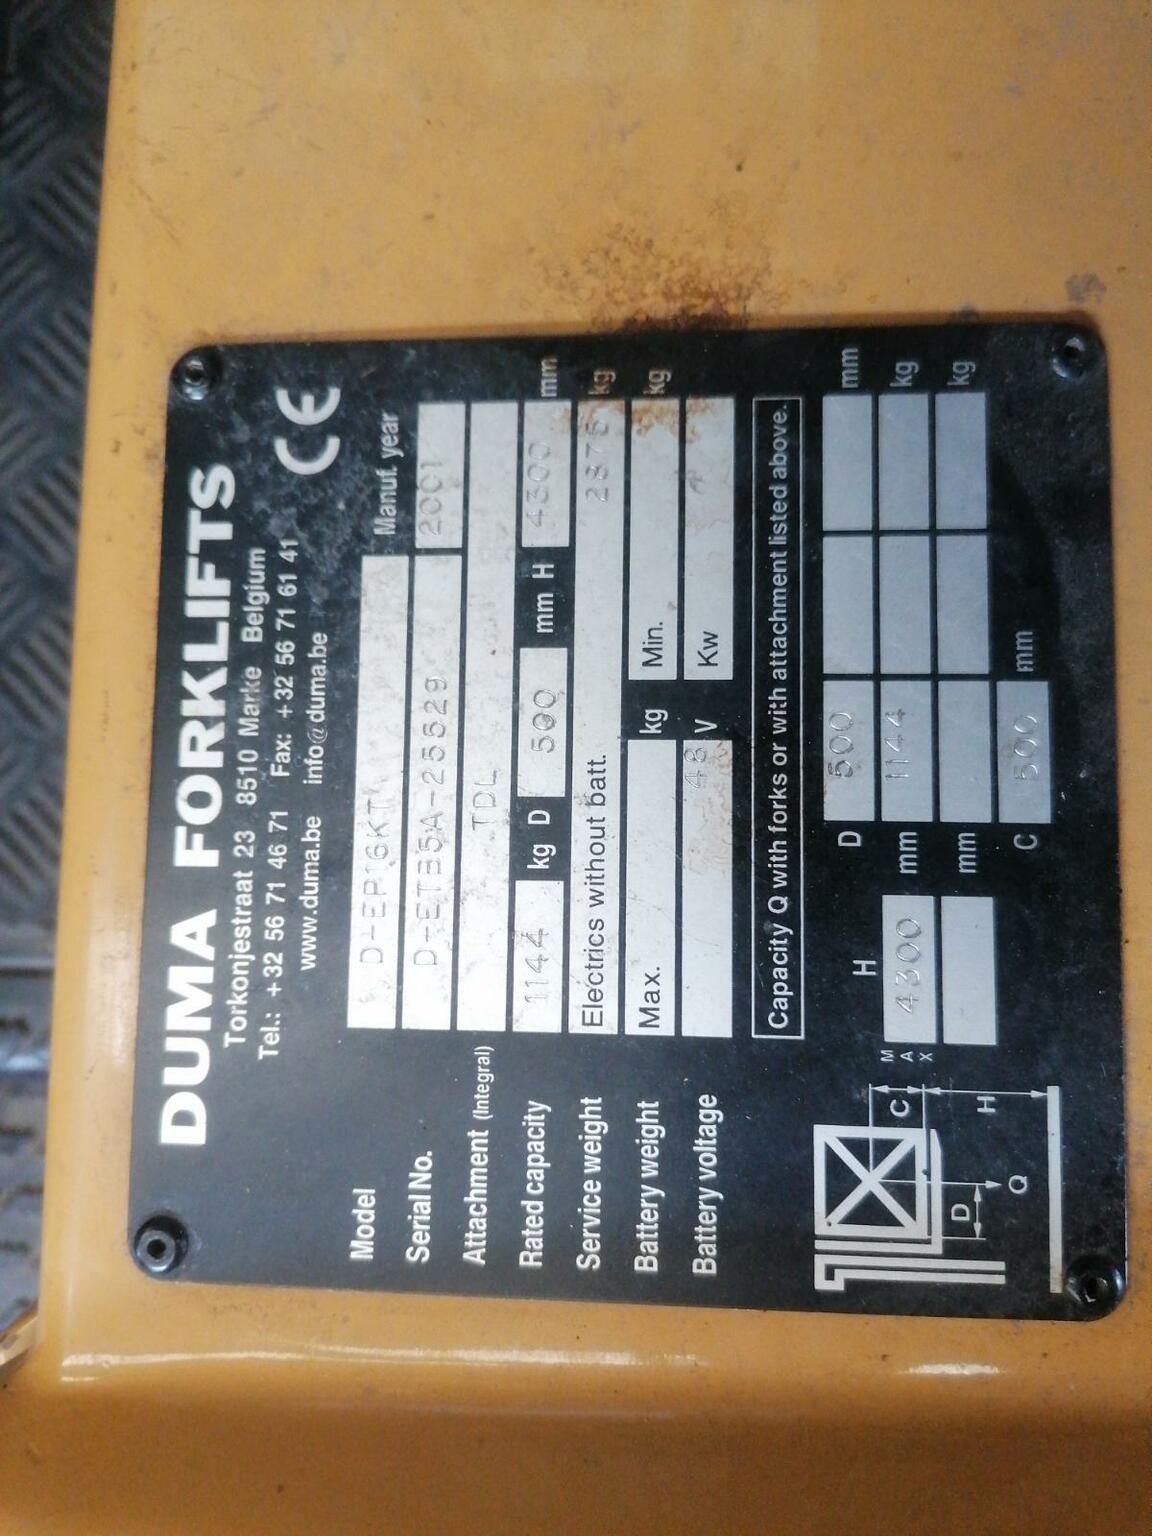 DUMA FORKLIFTS
Torkonjestraat 23 8510 Marke Belgium
Tel.: +32 56 71 46 71 Fax: +32 56 71 61 41
www.duma.be info@duma.be
CE
Model D-EP16KT Manuf. year
Serial No. D-ETB5A-25529 2001
Attachment (Integral) TDL
Rated capacity 1144 kg D 500 mm H 4300 mm
Service weight Electrics without batt. kg
Battery weight Max. kg Min. kg
Battery voltage 48 V Kw
Capacity Q with forks or with attachment listed above.
H D 500 mm
MAX 4300 mm 1144 kg
mm kg
C 500 mm
C
H
D
Q